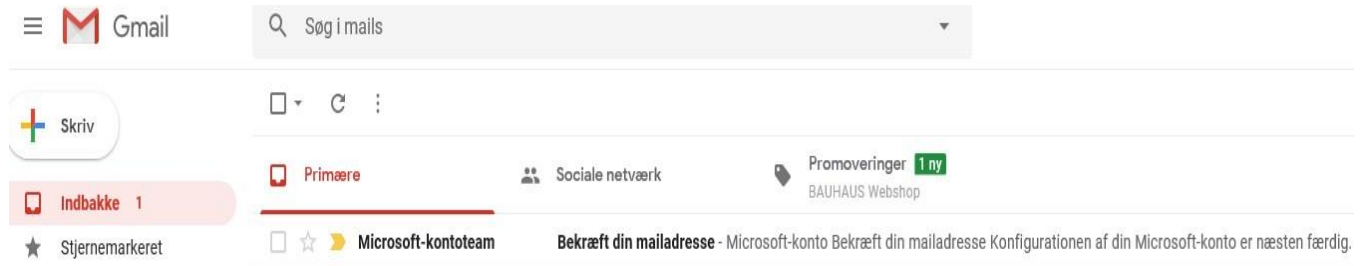 Gmail
Søg i mails
Skriv
Primære
Sociale netværk
Promoveringer 1 ny
BAUHAUS Webshop
Indbakke 1
Stjernemarkeret
Microsoft-kontoteam Bekræft din mailadresse - Microsoft-konto Bekræft din mailadresse Konfigurationen af din Microsoft-konto er næsten færdig.